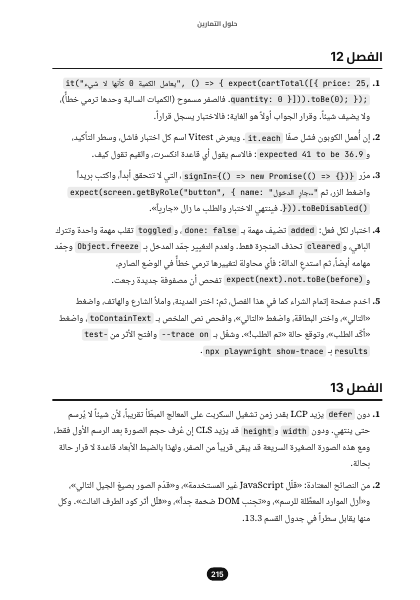 حلول التمارين
الفصل 12
1. it("يعامل الكمية 0 كأنها لا شيء", () => { expect(cartTotal([{ price: 25,
quantity: 0 }])).toBe(0); });. فالصفر مسموح (الكميات السالبة وحدها ترمي خطأً)،
ولا يضيف شيئاً. وقرار الجواب أولاً هو الغاية: فالاختبار يسجل قراراً.
2. إن أُهمل الكوبون فشل صفّا it.each. ويعرض Vitest اسم كل اختبار فاشل، وسطر التأكيد،
و expected 41 to be 36.9: فالاسم يقول أي قاعدة انكسرت، والقيم تقول كيف.
3. مرّر signIn={() => new Promise(() => {})}، التي لا تتحقق أبداً، واكتب بريداً
واضغط الزر، ثم expect(screen.getByRole("button", { name: "جارٍ الدخول…"
})).toBeDisabled(). فينتهي الاختبار والطلب ما زال «جارياً».
4. اختبار لكل فعل: added تضيف مهمة بـ done: false، و toggled تقلب مهمة واحدة وتترك
الباقي، و cleared تحذف المنجزة فقط. ولعدم التغيير جمّد المدخل بـ Object.freeze وجمّد
مهامه أيضاً، ثم استدعِ الدالة: فأي محاولة لتغييرها ترمي خطأً في الوضع الصارم،
و expect(next).not.toBe(before) تفحص أن مصفوفة جديدة رجعت.
5. اخدم صفحة إتمام الشراء كما في هذا الفصل، ثم: اختر المدينة، واملأ الشارع والهاتف، واضغط
«التالي»، واختر البطاقة، واضغط «التالي»، وافحص نص الملخص بـ toContainText، واضغط
«أكّد الطلب»، وتوقع حالة «تم الطلب!». وشغّل بـ --trace on وافتح الأثر من test-
results بـ npx playwright show-trace.
الفصل 13
1. دون defer يزيد LCP بقدر زمن تشغيل السكربت على المعالج المبطّأ تقريباً، لأن شيئاً لا يُرسم
حتى ينتهي. ودون width و height قد يزيد CLS إن عُرف حجم الصورة بعد الرسم الأول فقط،
ومع هذه الصورة الصغيرة السريعة قد يبقى قريباً من الصفر، ولهذا بالضبط الأبعاد قاعدة لا قرار حالة
بحالة.
2. من النصائح المعتادة: «قلّل JavaScript غير المستخدمة»، و«قدّم الصور بصيغ الجيل التالي»،
و«أزل الموارد المعطّلة للرسم»، و«تجنب DOM ضخمة جداً»، و«قلّل أثر كود الطرف الثالث». وكل
منها يقابل سطراً في جدول القسم 13.3.
215